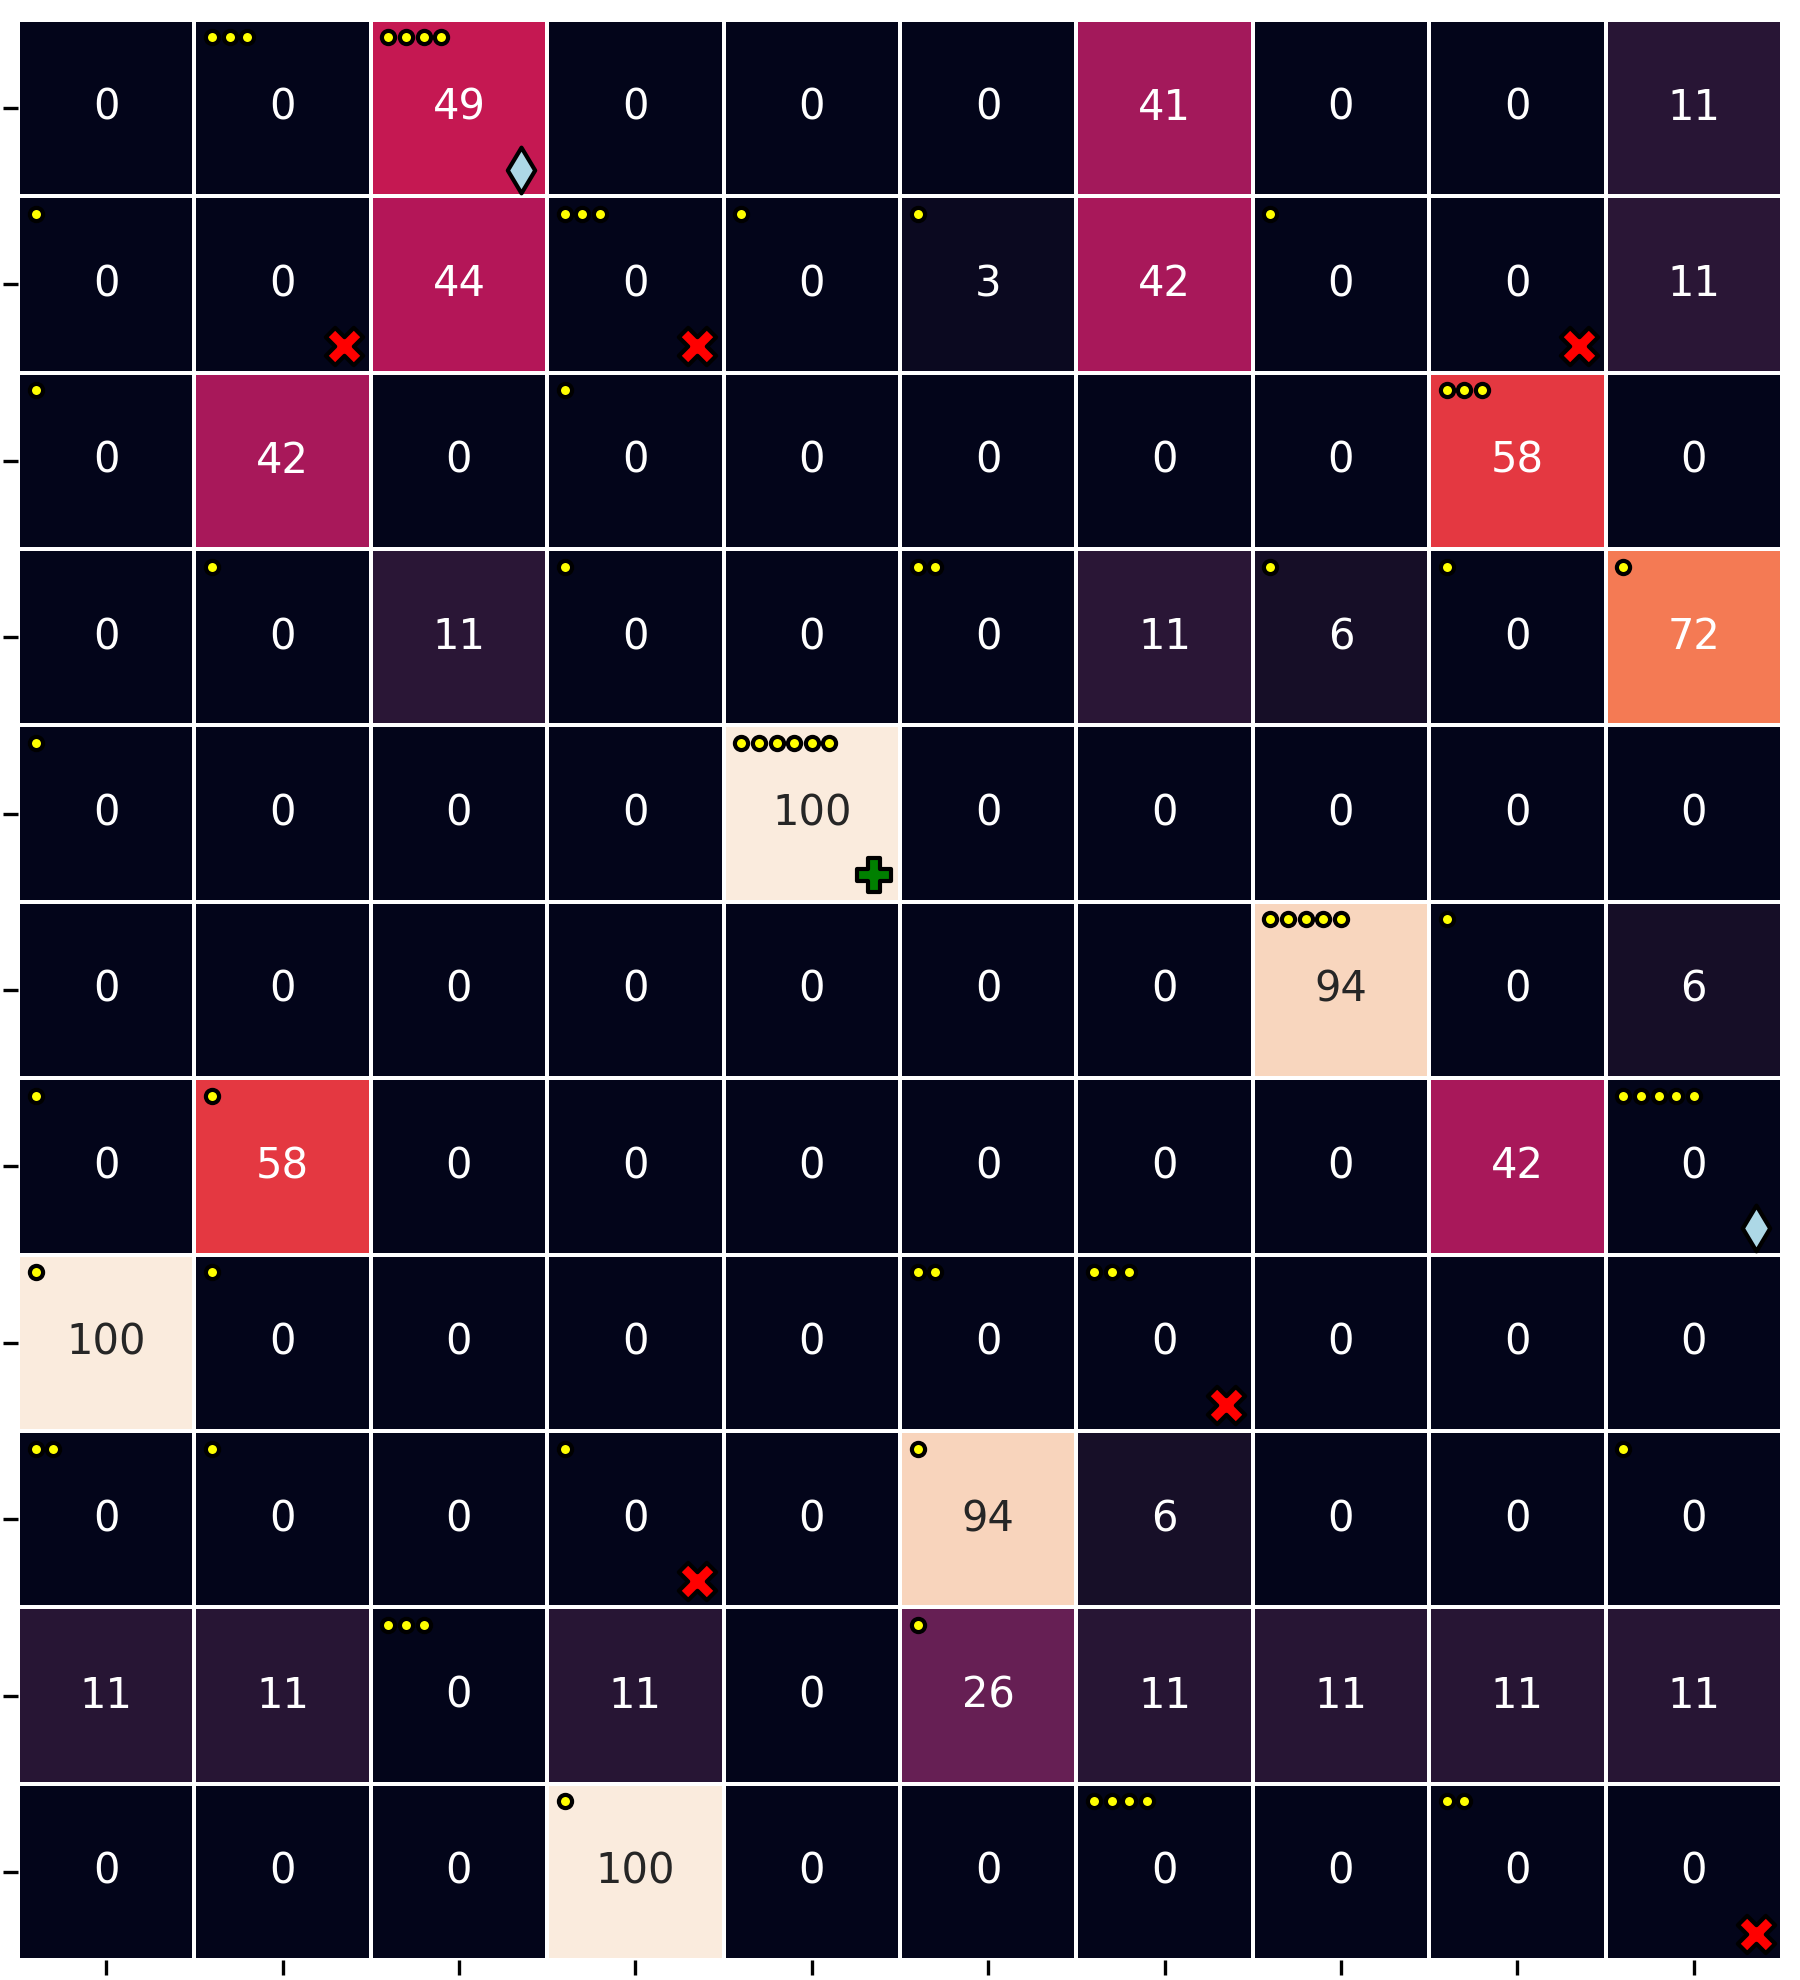 0 0 49 0 0 0 41 0 0 11
0 0 44 0 0 3 42 0 0 11
0 42 0 0 0 0 0 0 58 0
0 0 11 0 0 0 11 6 0 72
0 0 0 0 100 0 0 0 0 0
0 0 0 0 0 0 0 94 0 6
0 58 0 0 0 0 0 0 42 0
100 0 0 0 0 0 0 0 0 0
0 0 0 0 0 94 6 0 0 0
11 11 0 11 0 26 11 11 11 11
0 0 0 100 0 0 0 0 0 0